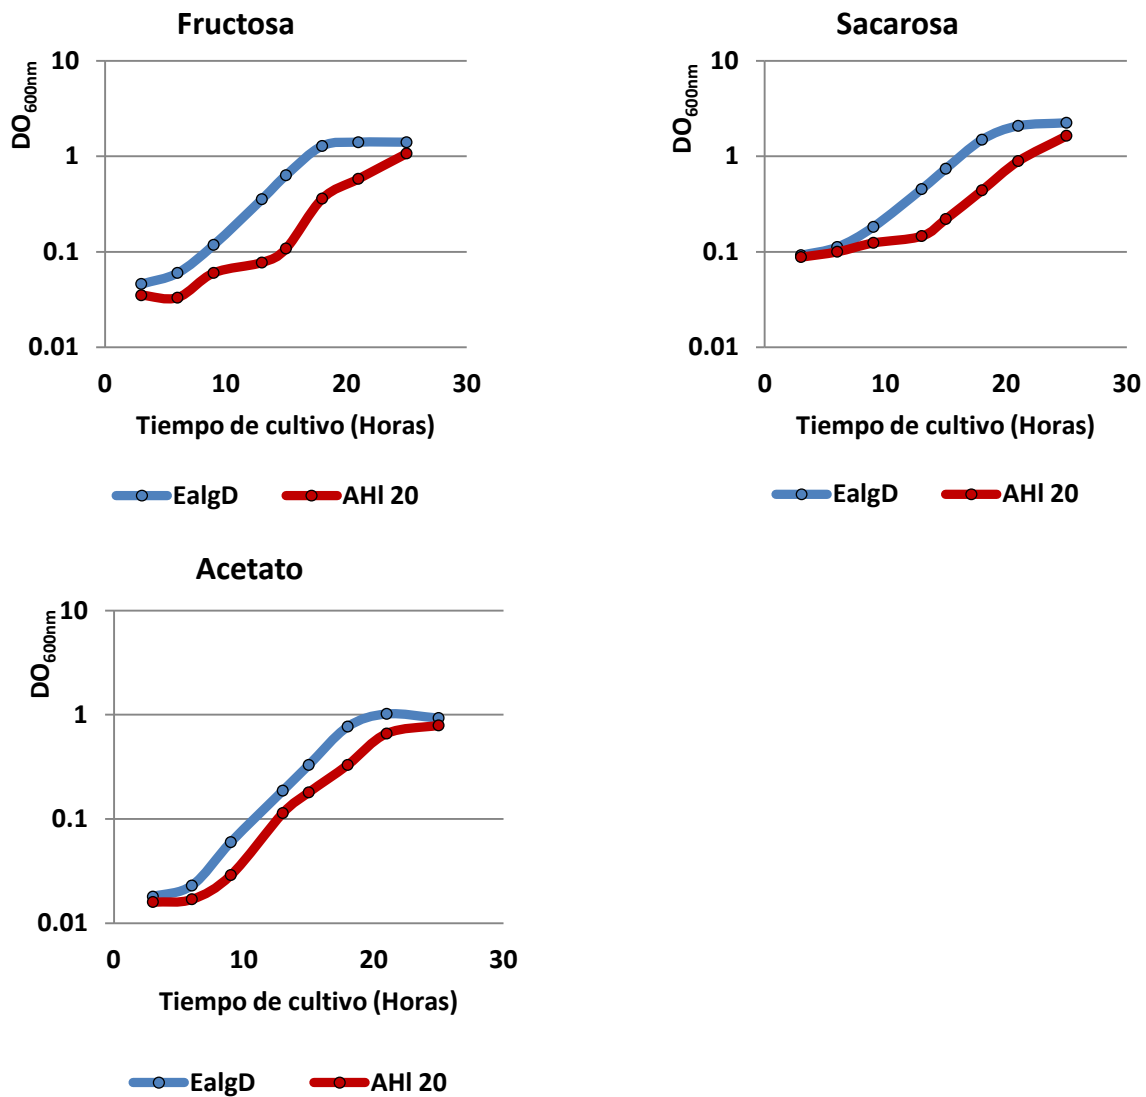 Fructosa
DO600nm
10
1
0.1
0.01
0 10 20 30
Tiempo de cultivo (Horas)
EalgD AHl 20
Sacarosa
DO600nm
10
1
0.1
0.01
0 10 20 30
Tiempo de cultivo (Horas)
EalgD AHl 20
Acetato
DO600nm
10
1
0.1
0.01
0 10 20 30
Tiempo de cultivo (Horas)
EalgD AHl 20